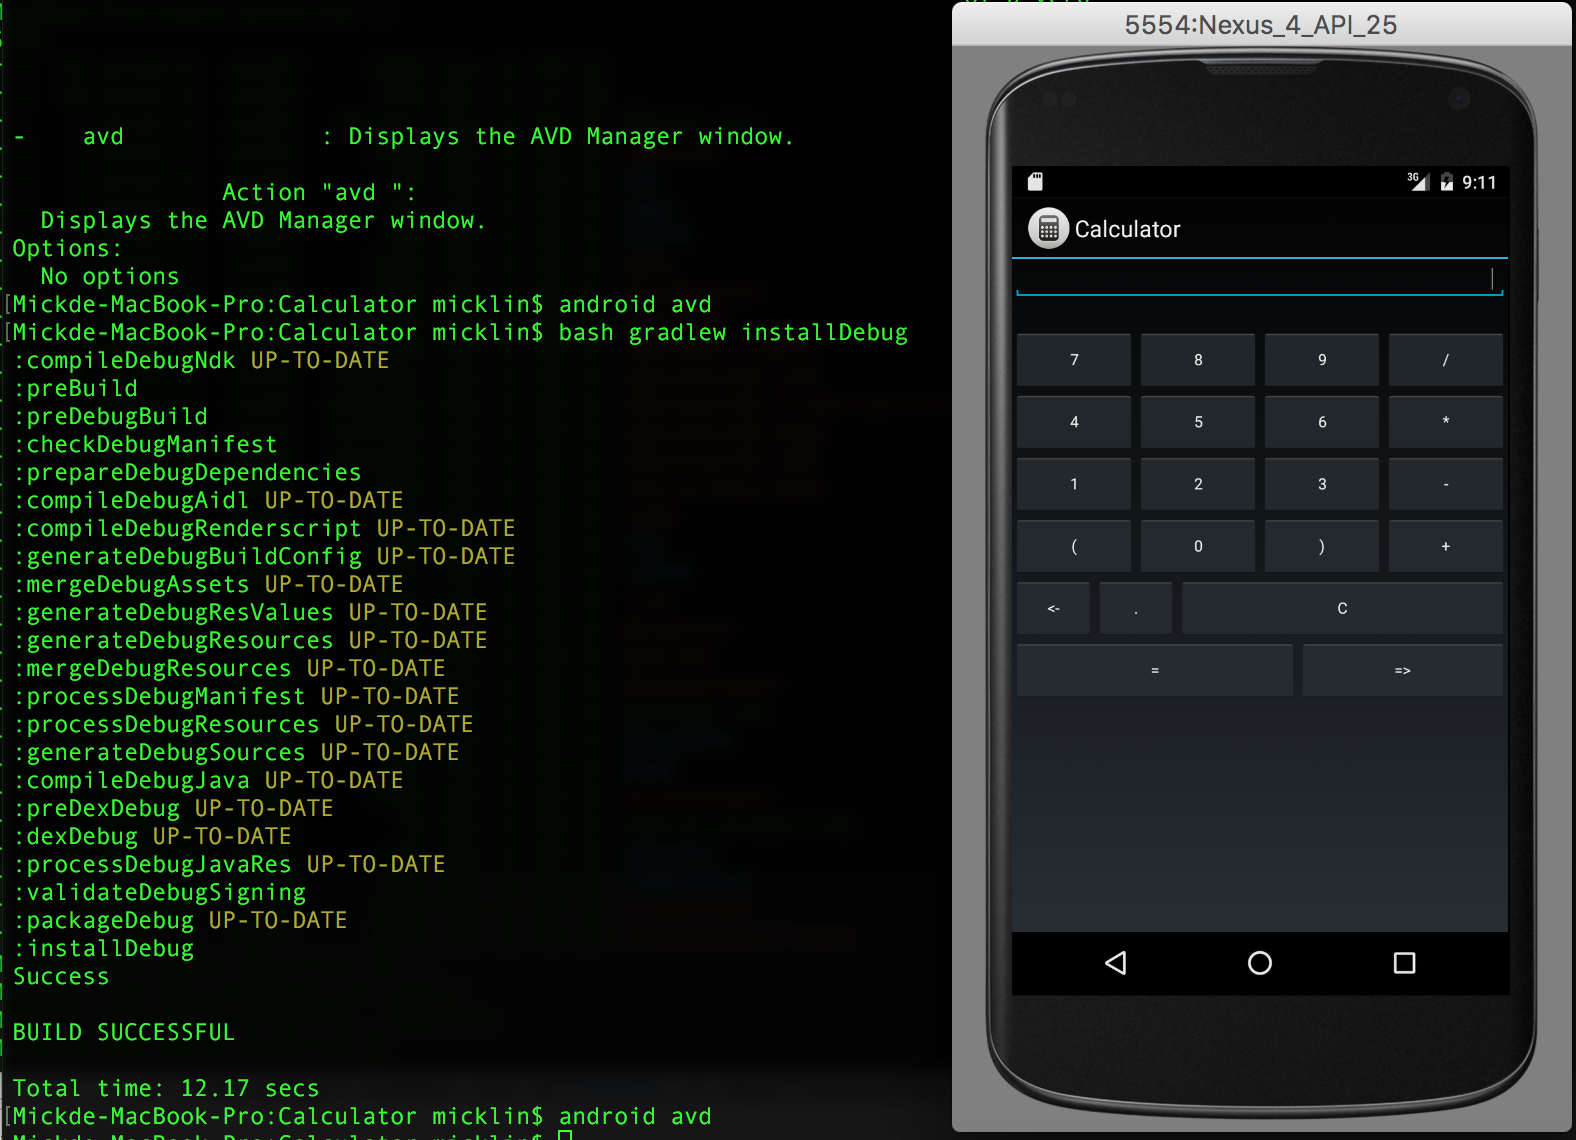 -    avd              : Displays the AVD Manager window.
Action "avd ":
Displays the AVD Manager window.
Options:
No options
[Mickde-MacBook-Pro:Calculator micklin$ android avd
[Mickde-MacBook-Pro:Calculator micklin$ bash gradlew installDebug
:compileDebugNdk UP-TO-DATE
:preBuild
:preDebugBuild
:checkDebugManifest
:prepareDebugDependencies
:compileDebugAidl UP-TO-DATE
:compileDebugRenderscript UP-TO-DATE
:generateDebugBuildConfig UP-TO-DATE
:mergeDebugAssets UP-TO-DATE
:generateDebugResValues UP-TO-DATE
:generateDebugResources UP-TO-DATE
:mergeDebugResources UP-TO-DATE
:processDebugManifest UP-TO-DATE
:processDebugResources UP-TO-DATE
:generateDebugSources UP-TO-DATE
:compileDebugJava UP-TO-DATE
:preDexDebug UP-TO-DATE
:dexDebug UP-TO-DATE
:processDebugJavaRes UP-TO-DATE
:validateDebugSigning
:packageDebug UP-TO-DATE
:installDebug
Success
BUILD SUCCESSFUL
Total time: 12.17 secs
[Mickde-MacBook-Pro:Calculator micklin$ android avd
Mickde-MacBook-Pro:Calculator micklin$
5554:Nexus_4_API_25
3G 9:11
Calculator
7 8 9 /
4 5 6 *
1 2 3 -
( 0 ) +
<- . C
= =>